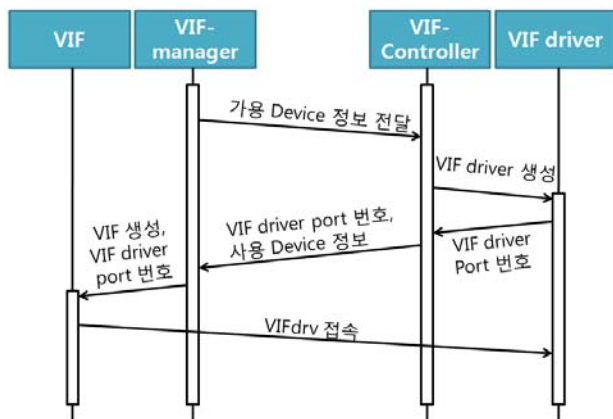 VIF
VIF-
manager
VIF-
Controller
VIF driver
가용 Device 정보 전달
VIF driver 생성
VIF driver
Port 번호
VIF driver port 번호,
사용 Device 정보
VIF 생성,
VIF driver
port 번호
VIFdrv 접속